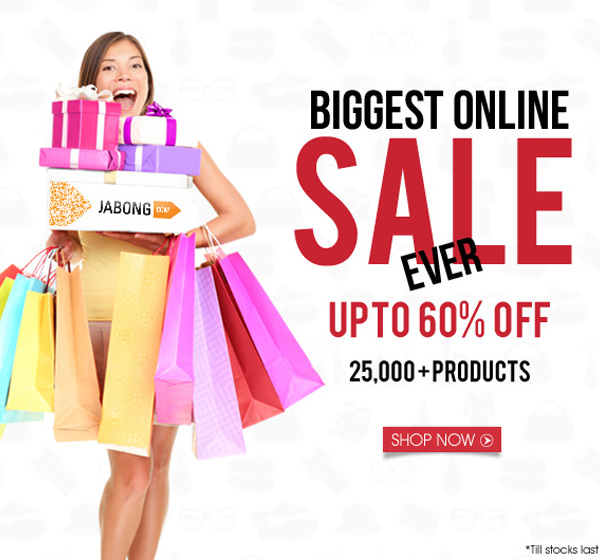 BIGGEST ONLINE
SALE
EVER
UPTO 60% OFF
25,000+PRODUCTS
SHOP NOW
JABONG.COM
*Till stocks last